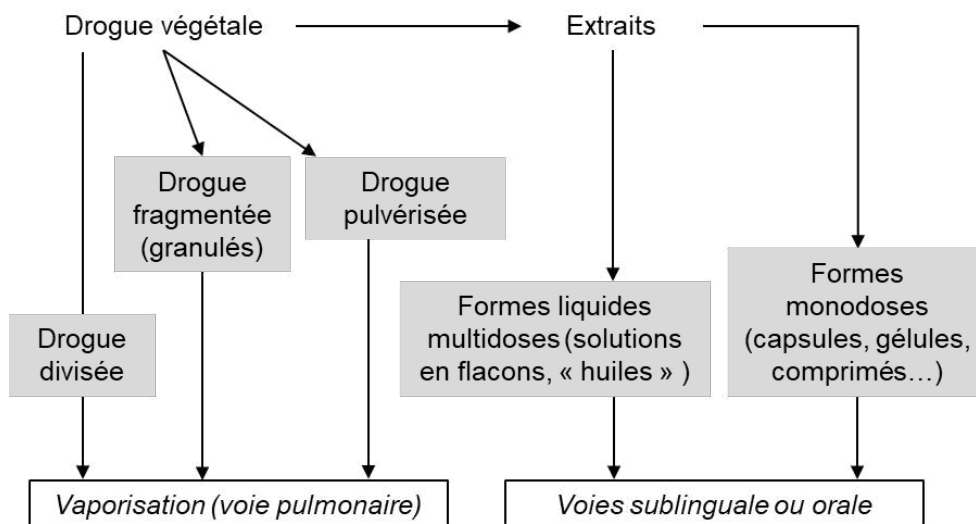 Drogue végétale
Extraits
Drogue
fragmentée
(granulés)
Drogue
pulvérisée
Drogue
divisée
Formes liquides
multidoses (solutions
en flacons, « huiles » )
Formes
monodoses
(capsules, gélules,
comprimés…)
Vaporisation (voie pulmonaire)
Voies sublinguale ou orale